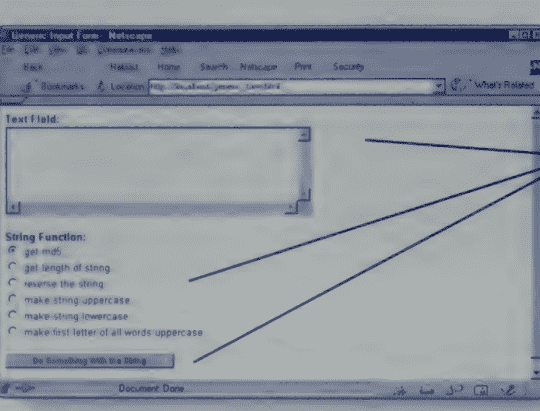 Generic Input Form - Netscape
File Edit View Go Communicator Help
Back Reload Home Search Netscape Print Security
Bookmarks Location
What's Related
Text Field:
String Function:
get md5
get length of string
reverse the string
make string uppercase
make string lowercase
make first letter of all words uppercase
Do Something With the String
Document Done